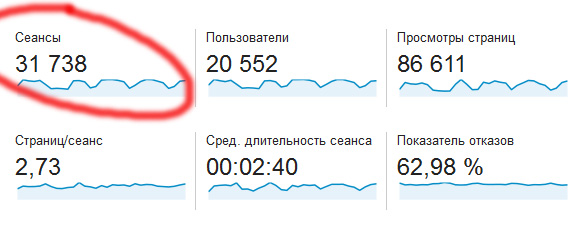 Сеансы
31 738
Пользователи
20 552
Просмотры страниц
86 611
Страниц/сеанс
2,73
Сред. длительность сеанса
00:02:40
Показатель отказов
62,98 %